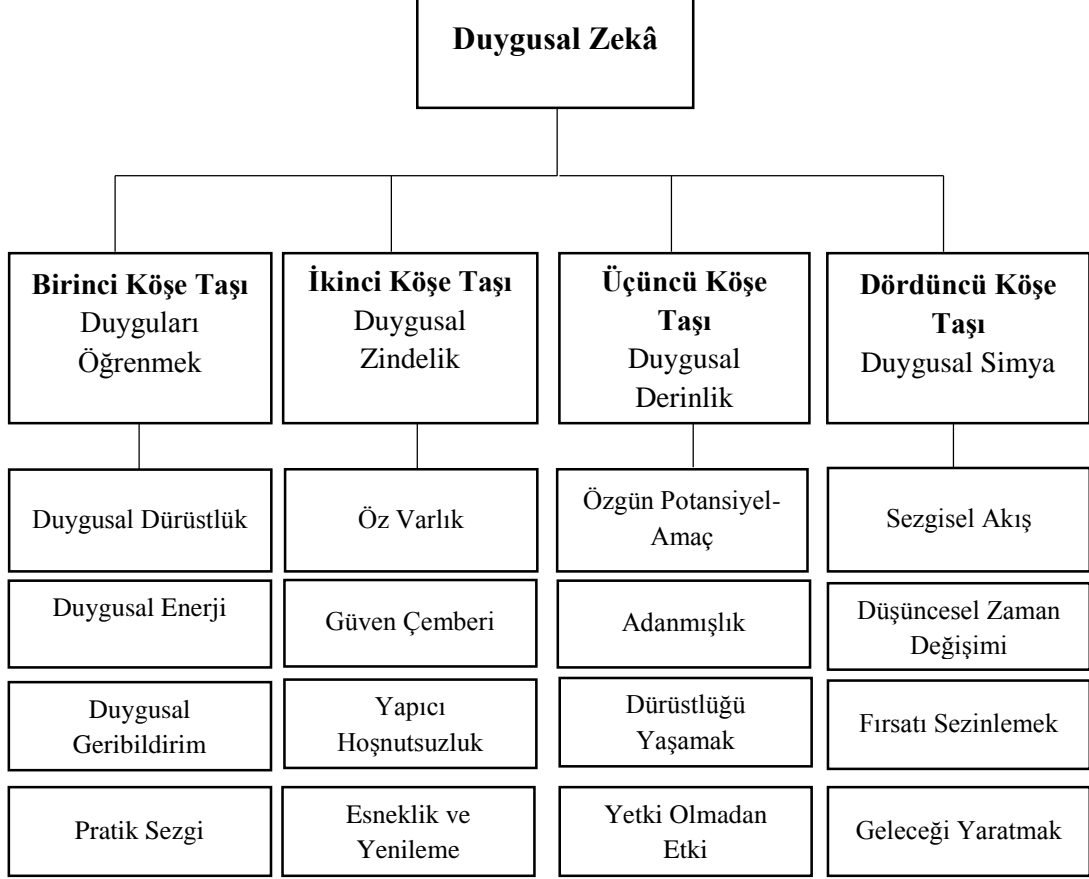 Duygusal Zekâ
Birinci Köşe Taşı
Duyguları
Öğrenmek
İkinci Köşe Taşı
Duygusal
Zindelik
Üçüncü Köşe
Taşı
Duygusal
Derinlik
Dördüncü Köşe
Taşı
Duygusal Simya
Duygusal Dürüstlük
Öz Varlık
Özgün Potansiyel-
Amaç
Sezgisel Akış
Duygusal Enerji
Güven Çemberi
Adanmışlık
Düşüncesel Zaman
Değişimi
Duygusal
Geribildirim
Yapıcı
Hoşnutsuzluk
Dürüstlüğü
Yaşamak
Fırsatı Sezinlemek
Pratik Sezgi
Esneklik ve
Yenileme
Yetki Olmadan
Etki
Geleceği Yaratmak